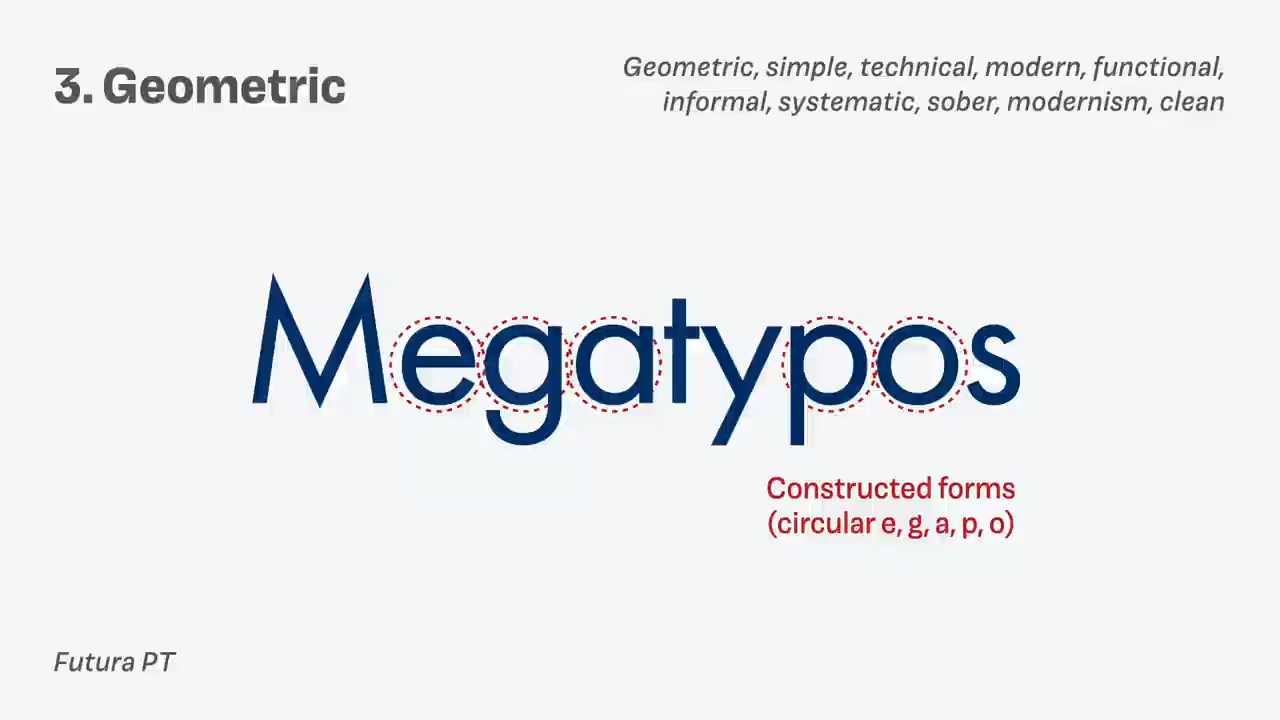 3. Geometric
Geometric, simple, technical, modern, functional,
informal, systematic, sober, modernism, clean
Megatypos
Constructed forms
(circular e, g, a, p, o)
Futura PT